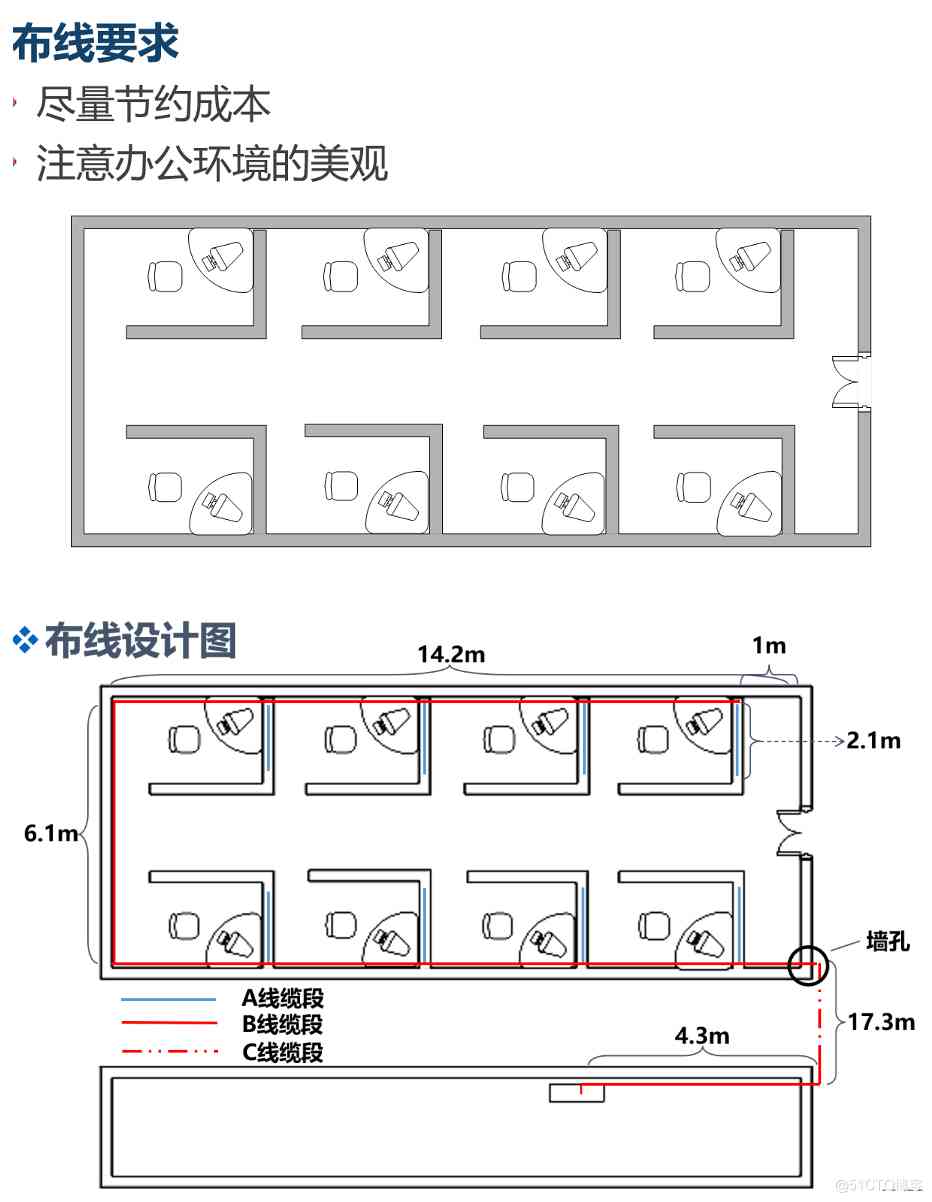 布线要求
尽量节约成本
注意办公环境的美观
布线设计图
14.2m
1m
2.1m
6.1m
墙孔
A线缆段
B线缆段
C线缆段
17.3m
4.3m
@51CTO博客